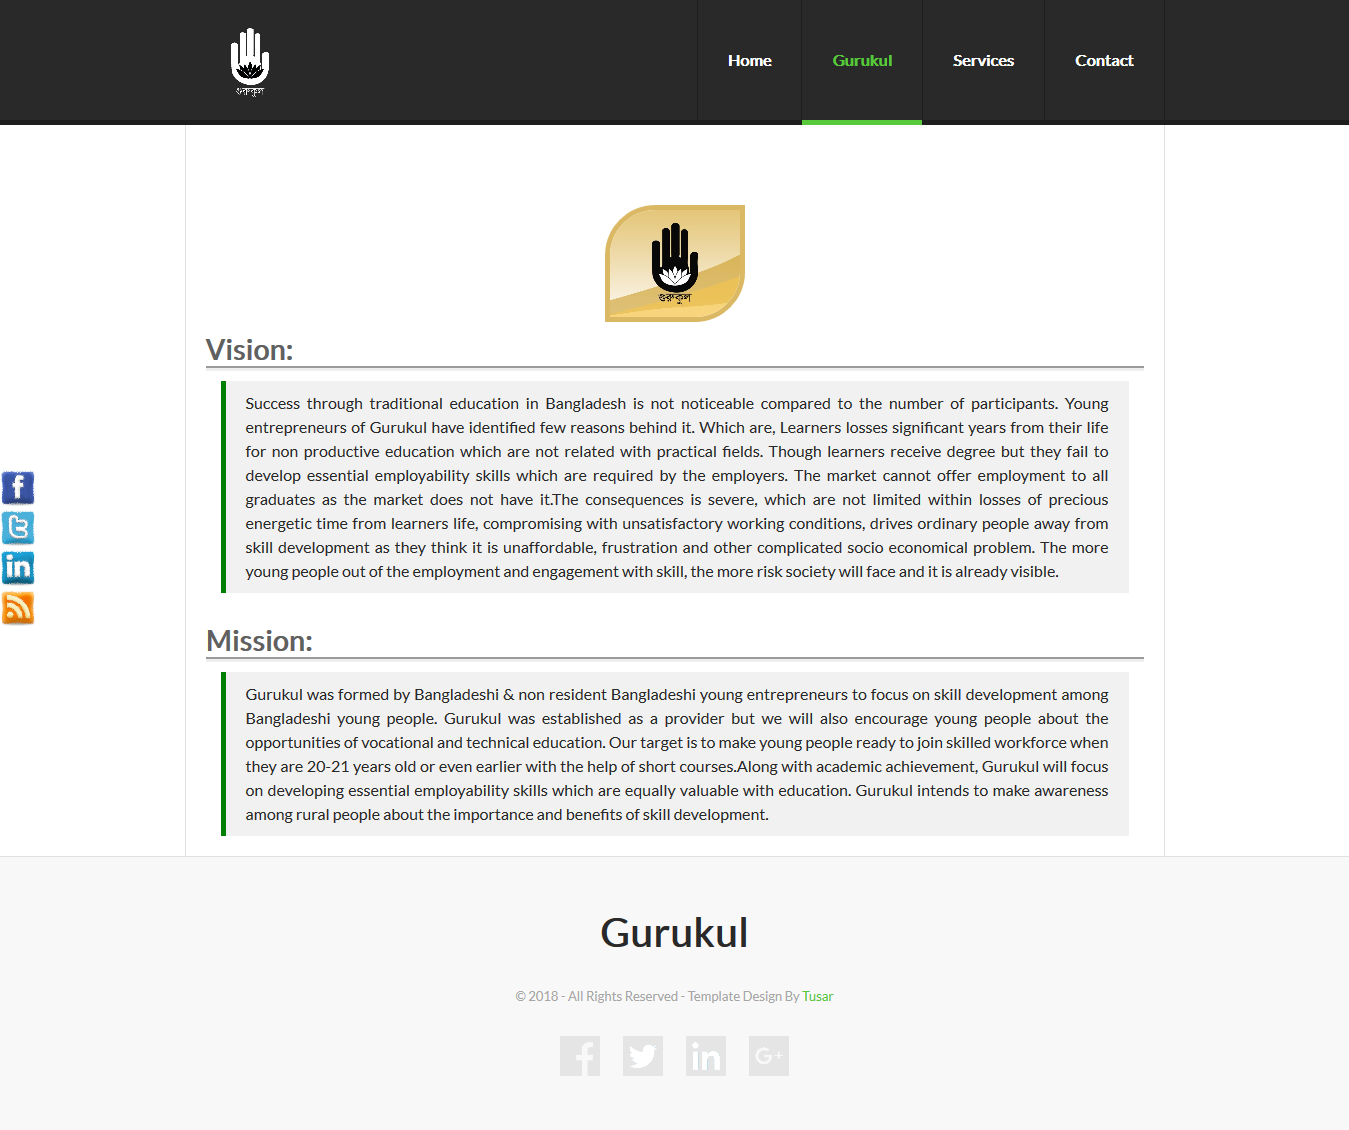 গুরুকুল
Home
Gurukul
Services
Contact
গুরুকুল
Vision:
Success through traditional education in Bangladesh is not noticeable compared to the number of participants. Young
entrepreneurs of Gurukul have identified few reasons behind it. Which are, Learners losses significant years from their life
for non productive education which are not related with practical fields. Though learners receive degree but they fail to
develop essential employability skills which are required by the employers. The market cannot offer employment to all
graduates as the market does not have it.The consequences is severe, which are not limited within losses of precious
energetic time from learners life, compromising with unsatisfactory working conditions, drives ordinary people away from
skill development as they think it is unaffordable, frustration and other complicated socio economical problem. The more
young people out of the employment and engagement with skill, the more risk society will face and it is already visible.
Mission:
Gurukul was formed by Bangladeshi & non resident Bangladeshi young entrepreneurs to focus on skill development among
Bangladeshi young people. Gurukul was established as a provider but we will also encourage young people about the
opportunities of vocational and technical education. Our target is to make young people ready to join skilled workforce when
they are 20-21 years old or even earlier with the help of short courses.Along with academic achievement, Gurukul will focus
on developing essential employability skills which are equally valuable with education. Gurukul intends to make awareness
among rural people about the importance and benefits of skill development.
Gurukul
© 2018 - All Rights Reserved - Template Design By Tusar